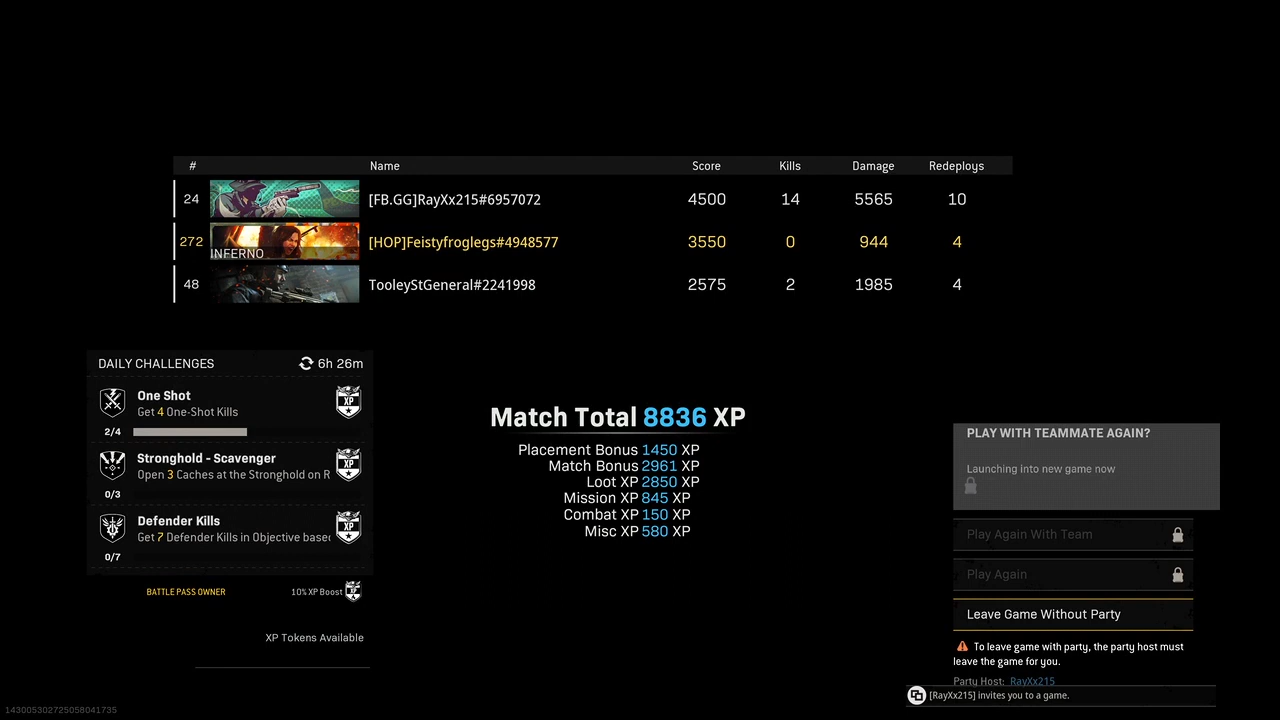 # Name Score Kills Damage Redeploys
24 [FB.GG]RayXx215#6957072 4500 14 5565 10
272 INFERNO [HOP]Feistyfroglegs#4948577 3550 0 944 4
48 TooleyStGeneral#2241998 2575 2 1985 4
DAILY CHALLENGES 6h 26m
One Shot
Get 4 One-Shot Kills
XP
2/4
Stronghold - Scavenger
Open 3 Caches at the Stronghold on R
XP
0/3
Defender Kills
Get 7 Defender Kills in Objective based
XP
0/7
BATTLE PASS OWNER 10% XP Boost XP
XP Tokens Available
Match Total 8836 XP
Placement Bonus 1450 XP
Match Bonus 2961 XP
Loot XP 2850 XP
Mission XP 845 XP
Combat XP 150 XP
Misc XP 580 XP
PLAY WITH TEAMMATE AGAIN?
Launching into new game now
Play Again With Team
Play Again
Leave Game Without Party
To leave game with party, the party host must
leave the game for you.
Party Host: RayXx215
[RayXx215] invites you to a game.
143005302725058041735